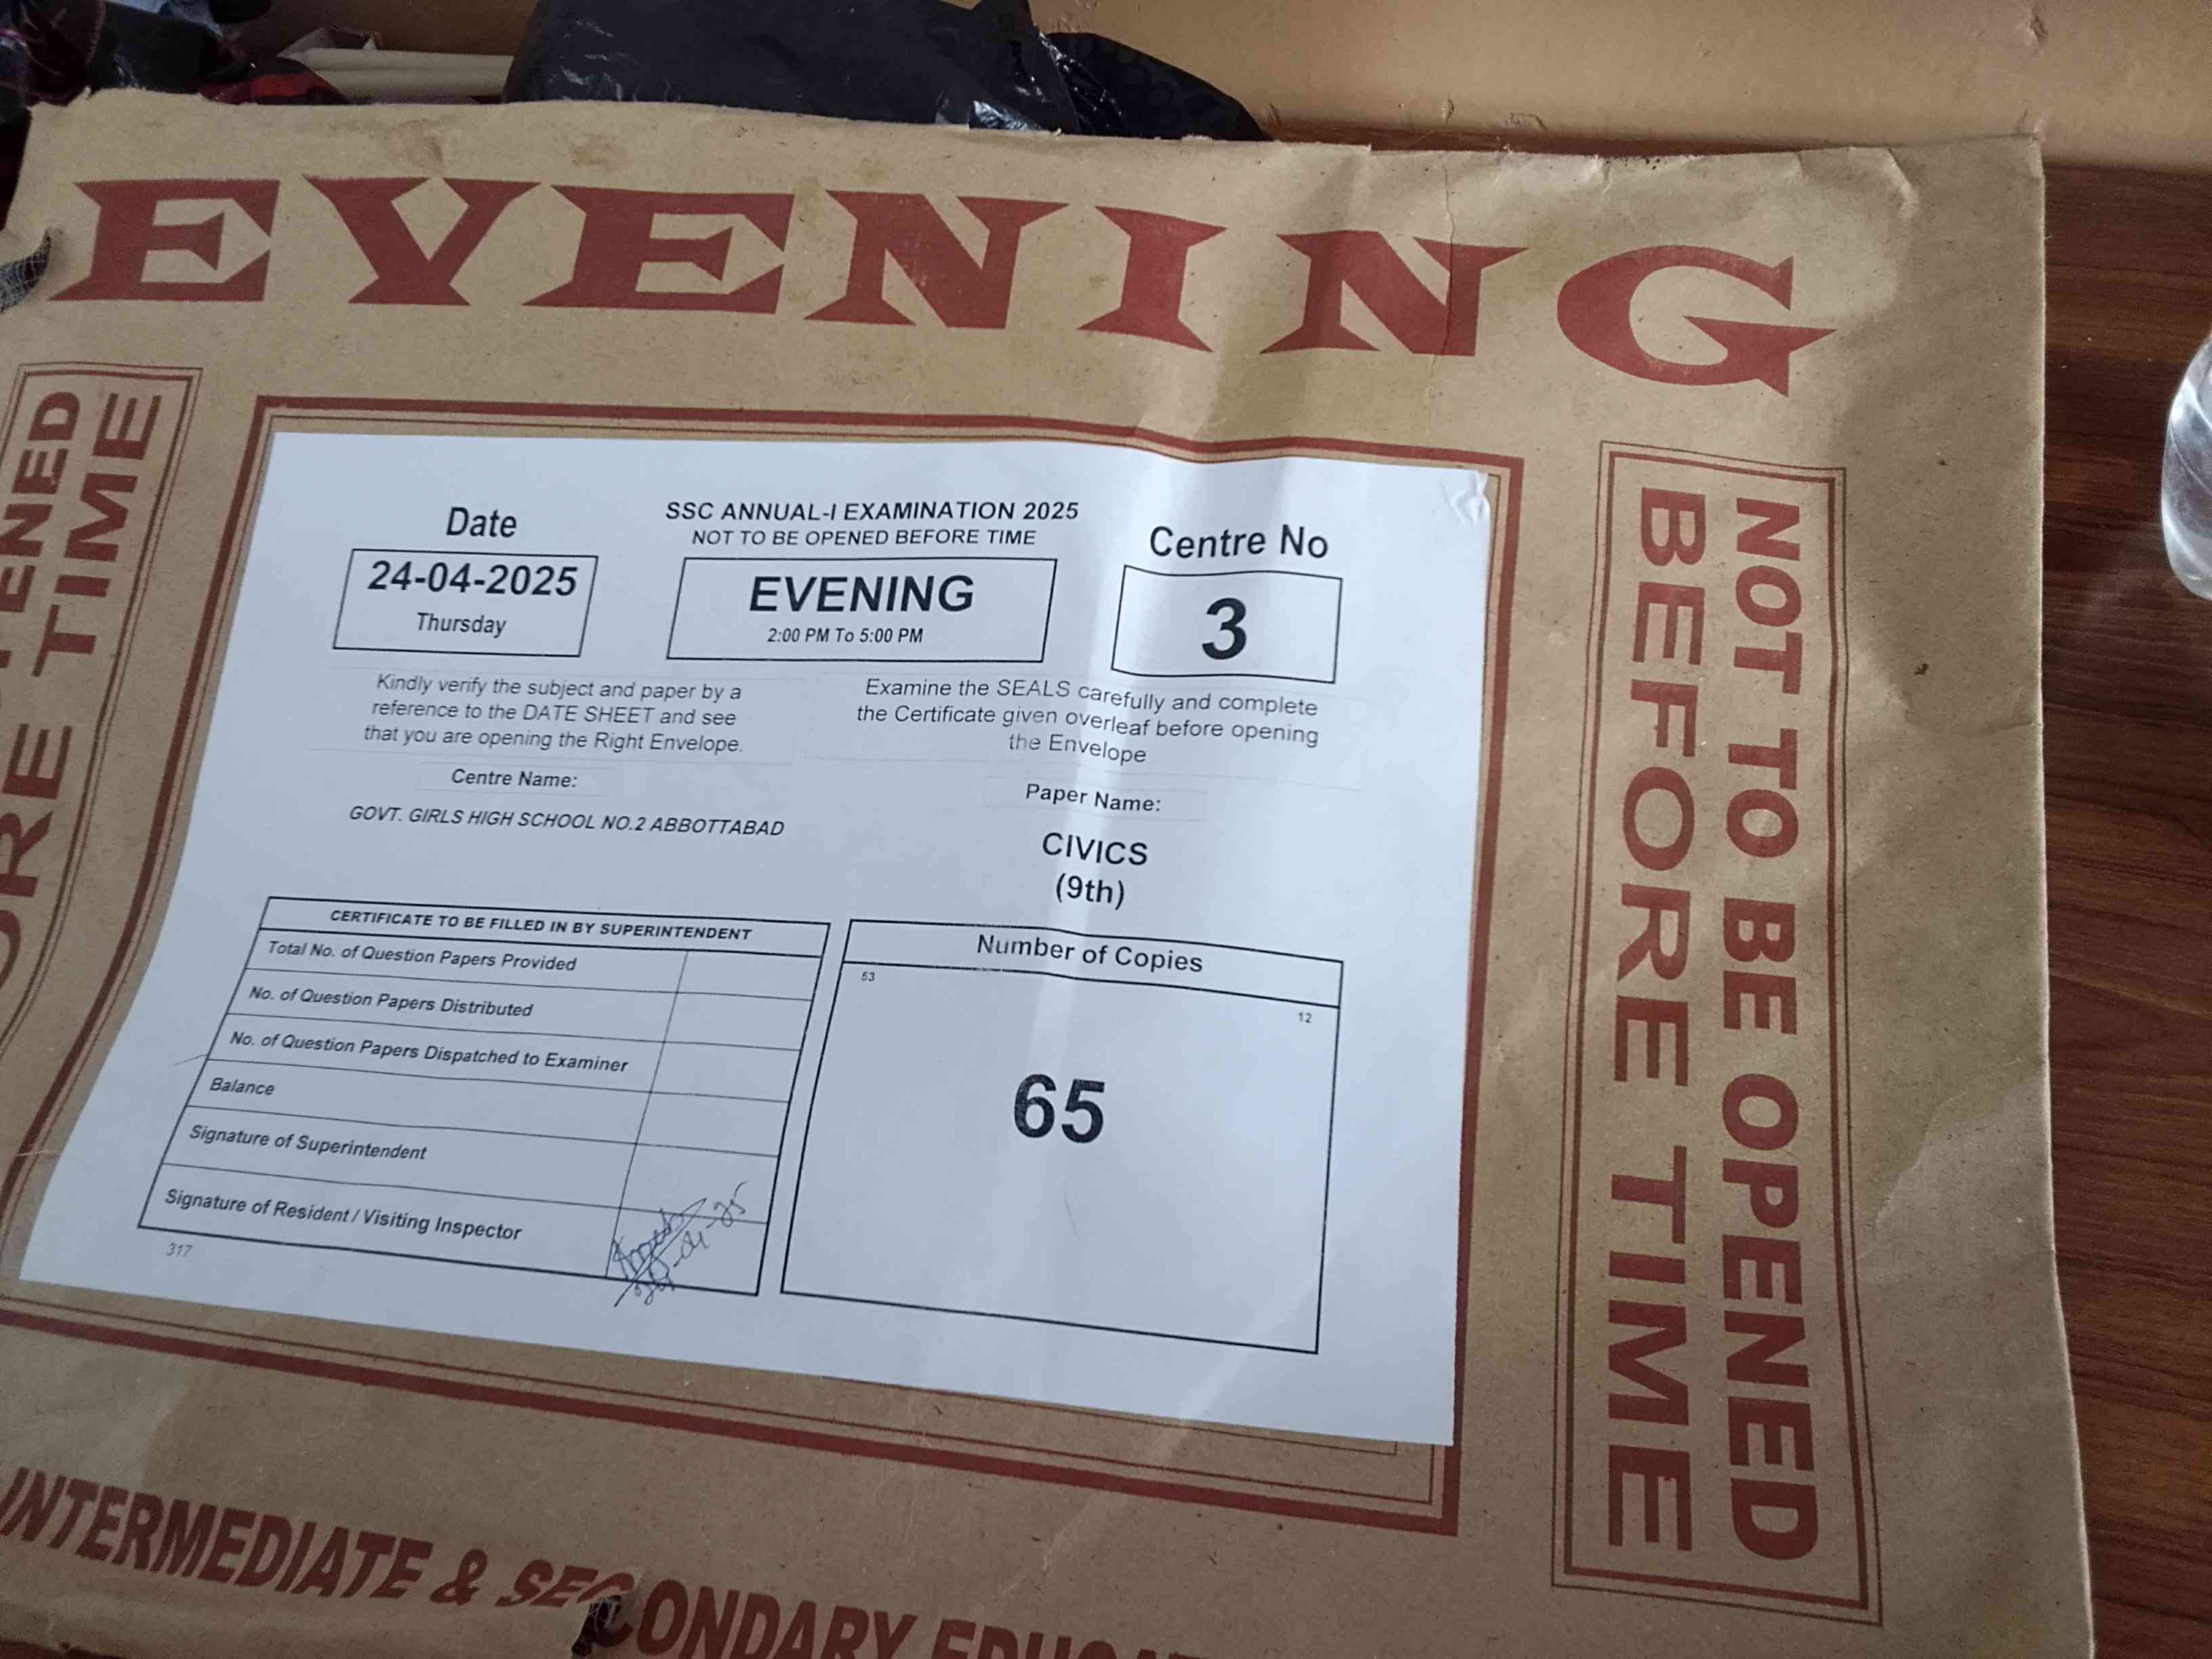 EVENING
ENED
RE TIME
Date
24-04-2025
Thursday
SSC ANNUAL-I EXAMINATION 2025
NOT TO BE OPENED BEFORE TIME
EVENING
2:00 PM To 5:00 PM
Centre No
3
Kindly verify the subject and paper by a
reference to the DATE SHEET and see
that you are opening the Right Envelope.
Examine the SEALS carefully and complete
the Certificate given overleaf before opening
the Envelope
Centre Name:
GOVT. GIRLS HIGH SCHOOL NO.2 ABBOTTABAD
Paper Name:
CIVICS
(9th)
CERTIFICATE TO BE FILLED IN BY SUPERINTENDENT
Total No. of Question Papers Provided
No. of Question Papers Distributed
No. of Question Papers Dispatched to Examiner
Balance
Signature of Superintendent
Signature of Resident / Visiting Inspector
317
Number of Copies
53
12
65
NOT TO BE OPENED
BEFORE TIME
INTERMEDIATE & SECONDARY EDUCA